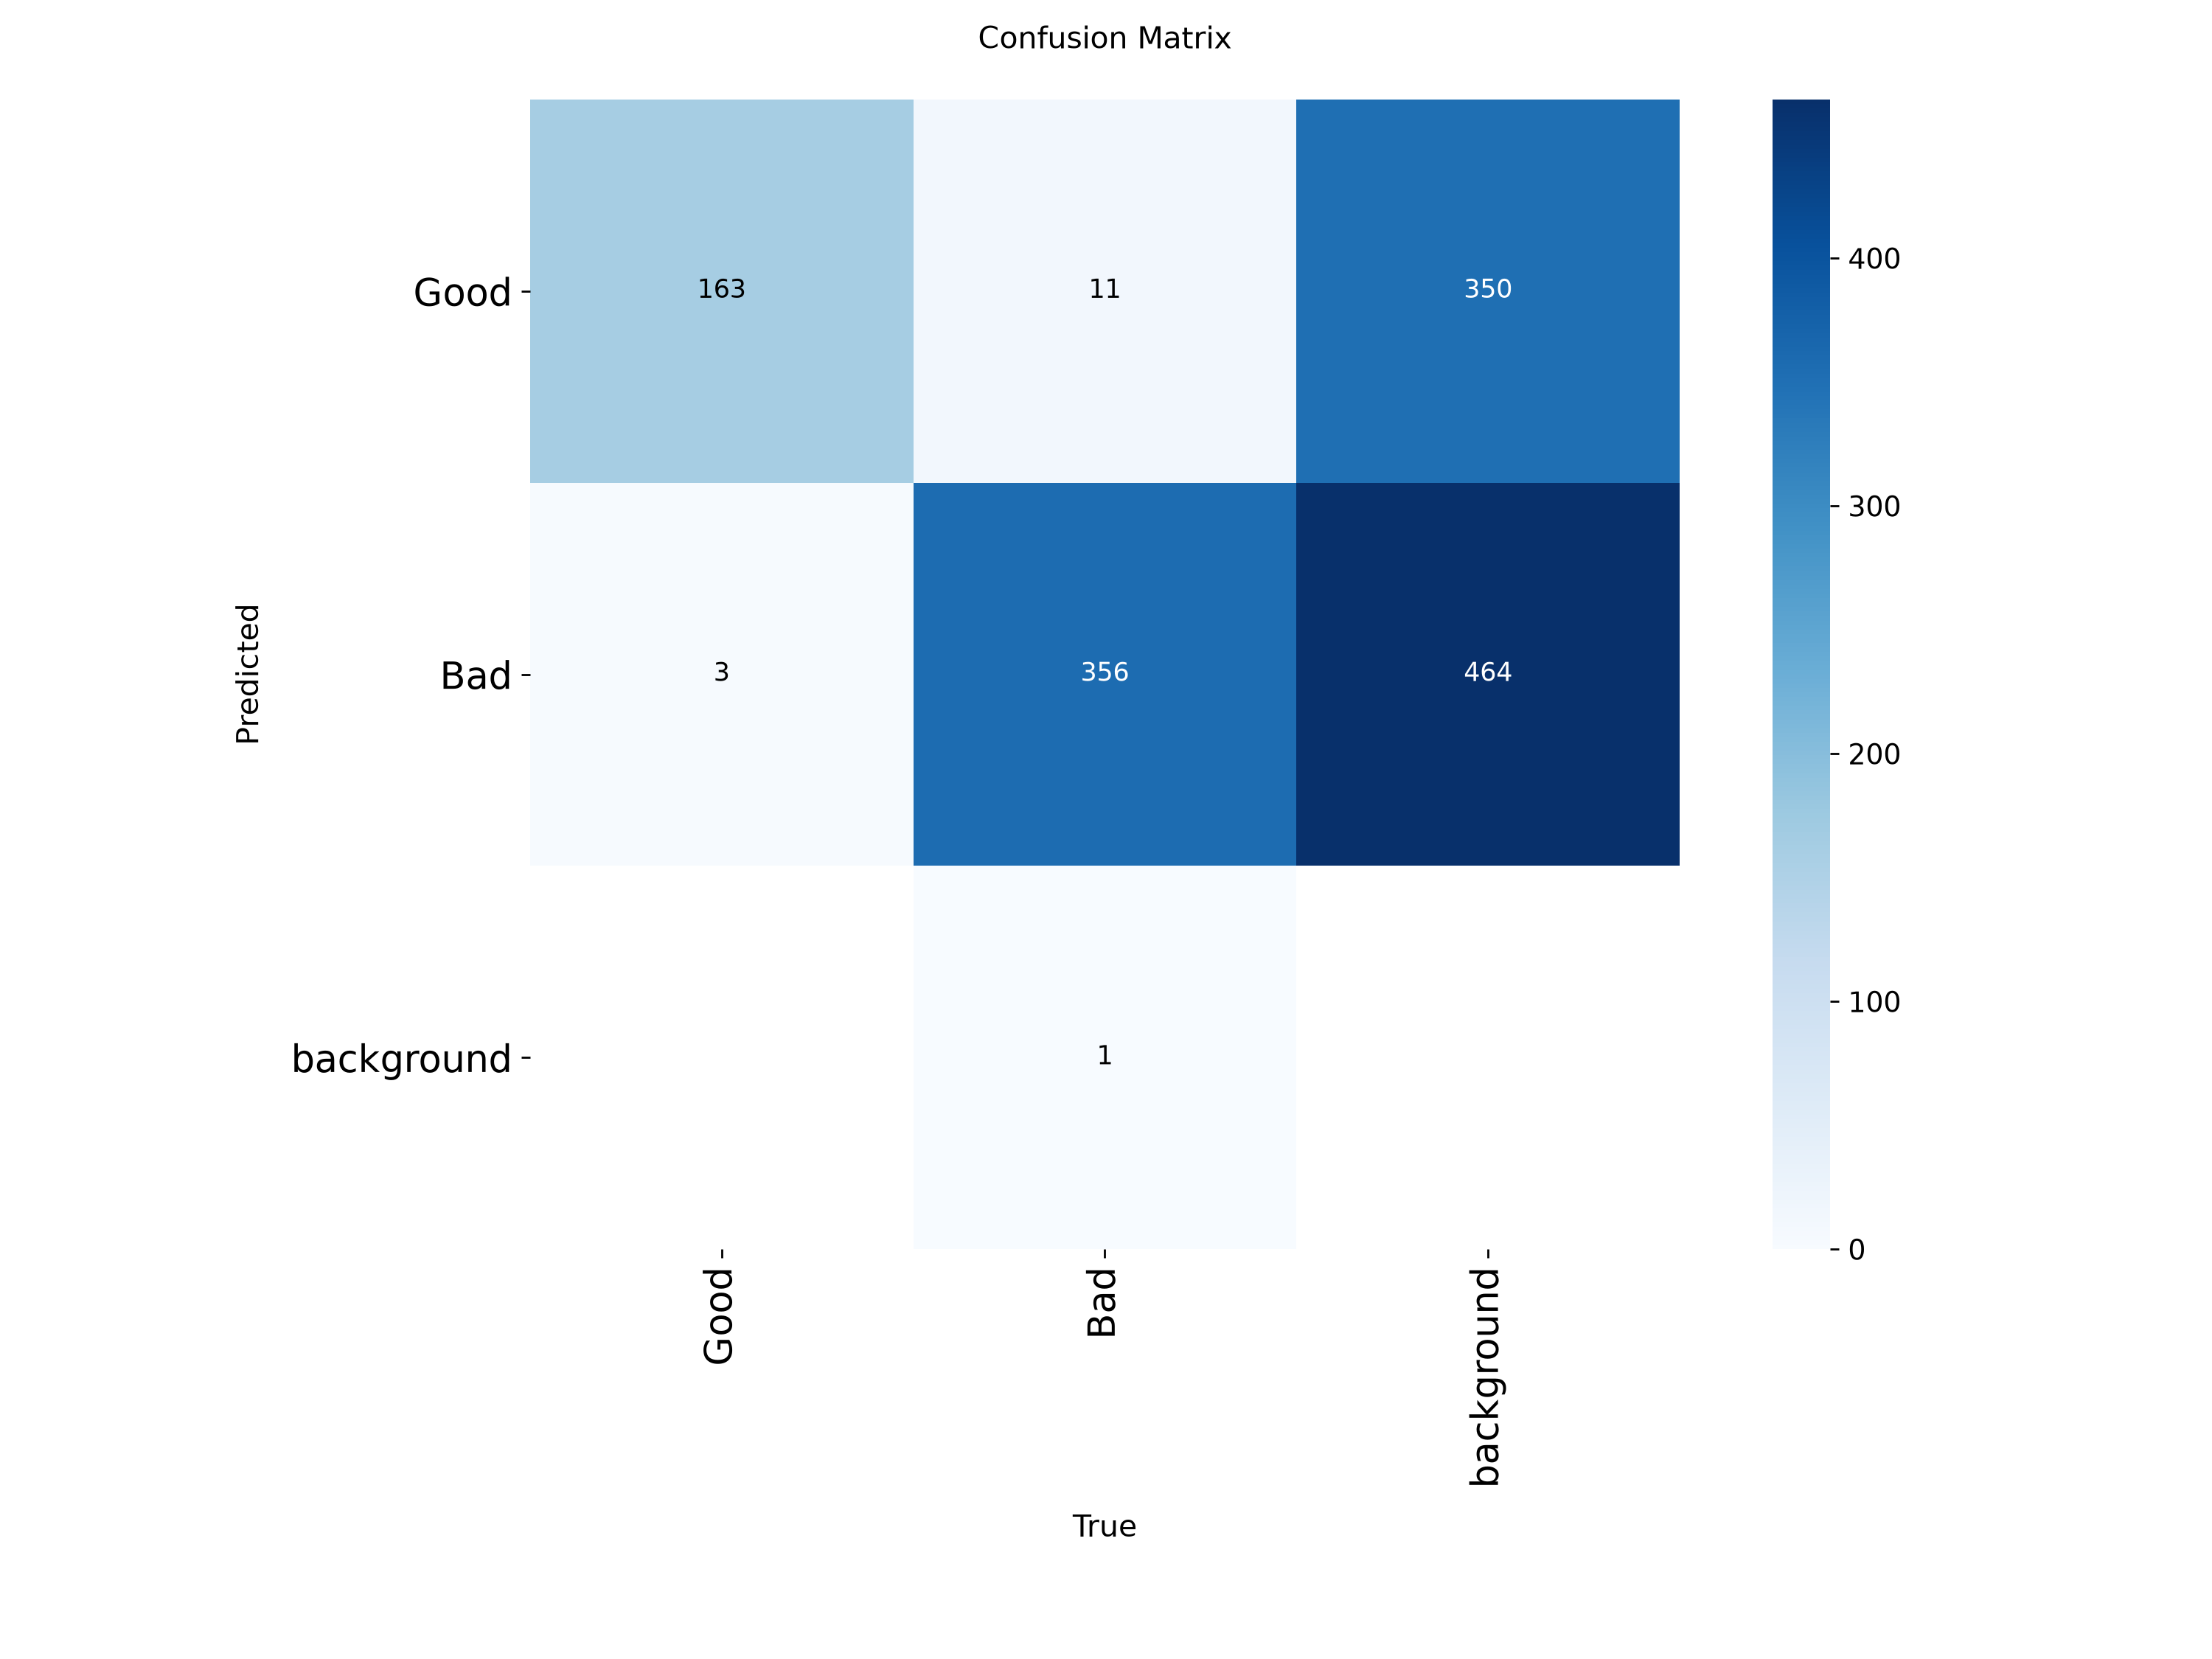 Confusion Matrix
Good
163
11
350
400
300
Predicted
Bad
3
356
464
200
100
background
1
0
Good
Bad
background
True